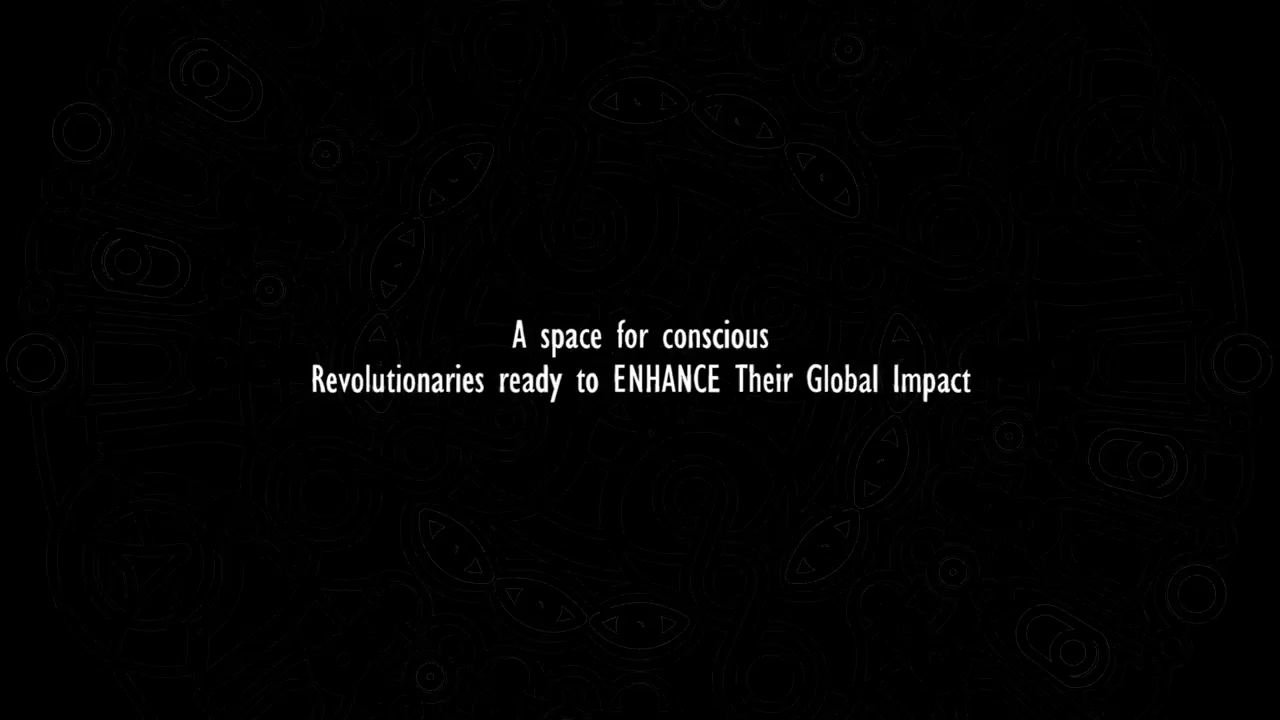 A space for conscious
Revolutionaries ready to ENHANCE Their Global Impact